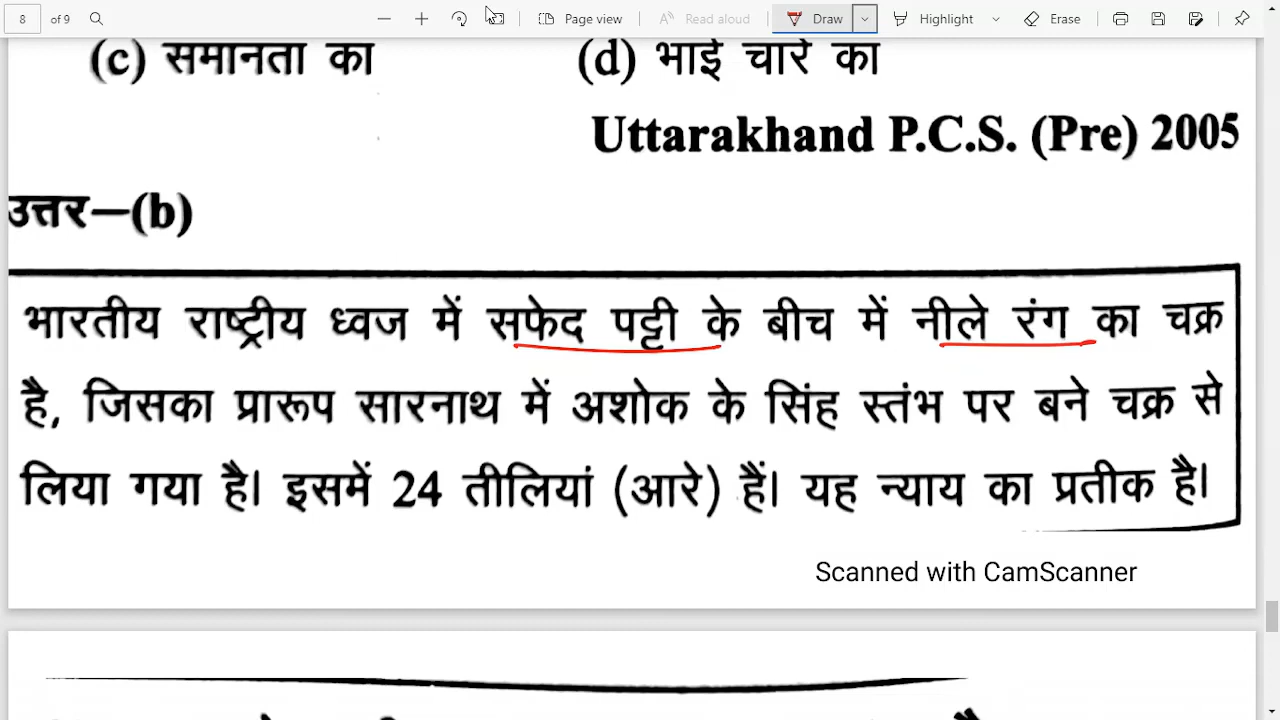 8 of 9 Page view Read aloud Draw Highlight Erase
(c) समानता का (d) भाई चारे का
Uttarakhand P.C.S. (Pre) 2005
उत्तर—(b)
भारतीय राष्ट्रीय ध्वज में सफेद पट्टी के बीच में नीले रंग का चक्र
है, जिसका प्रारूप सारनाथ में अशोक के सिंह स्तंभ पर बने चक्र से
लिया गया है। इसमें 24 तीलियां (आरे) हैं। यह न्याय का प्रतीक है।
Scanned with CamScanner